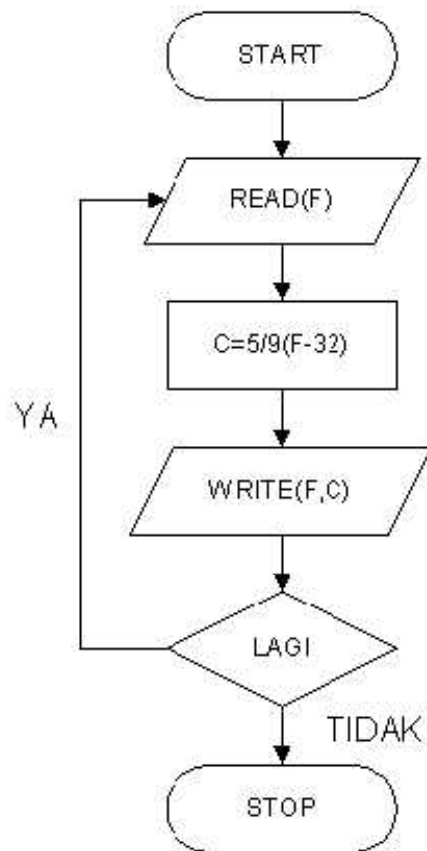 START
READ(F)
C=5/9(F-32)
YA
WRITE(F,C)
LAGI
TIDAK
STOP